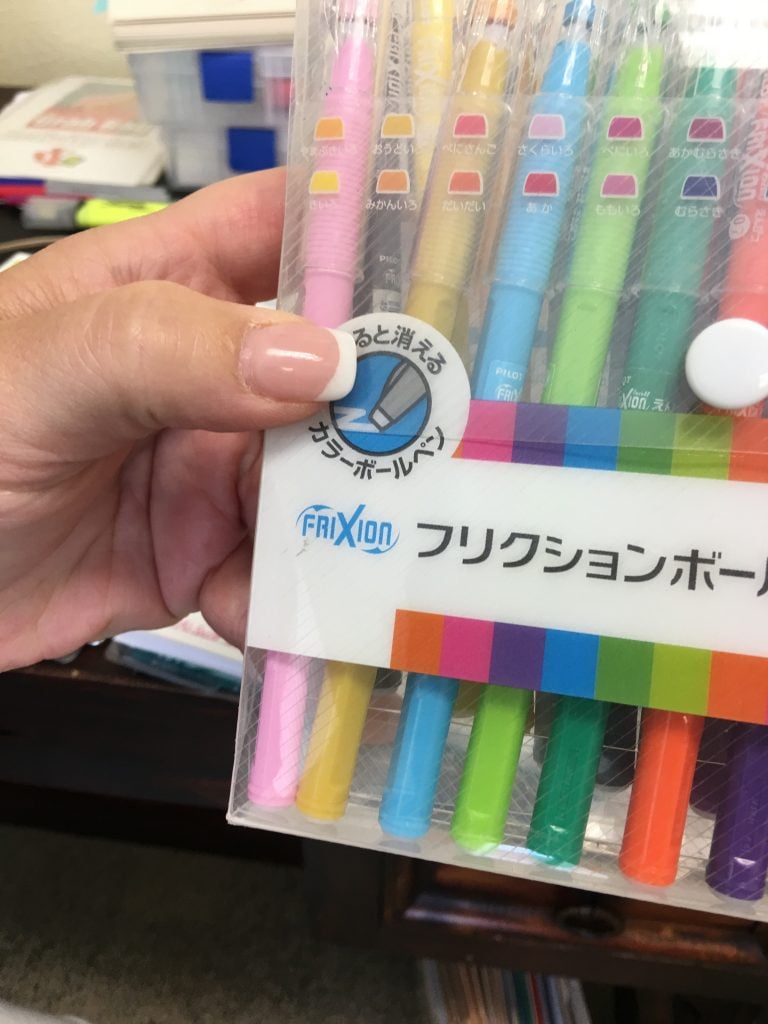 やまぶきいろ おうどいろ べにさんご さくらいろ べにいろ あかむらさき
きいろ みかんいろ だいだい あか ももいろ むらさき
PILOT
PILOT
FRIXION
ると消える
カラーボールペン
FRIXION フリクションボール